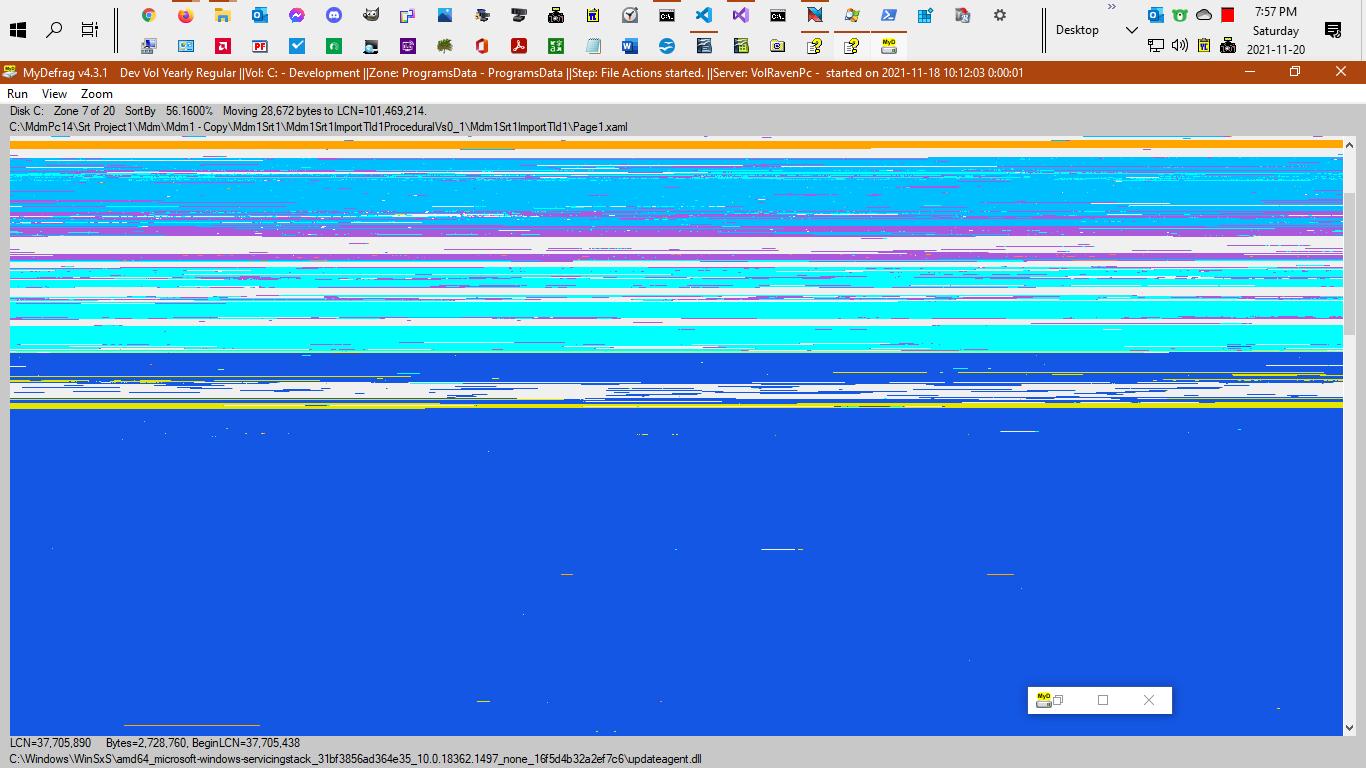 Desktop
»
7:57 PM
Saturday
2021-11-20
MyDefrag v4.3.1 Dev Vol Yearly Regular ||Vol: C: - Development ||Zone: ProgramsData - ProgramsData ||Step: File Actions started. ||Server: VolRavenPc - started on 2021-11-18 10:12:03 0:00:01
Run View Zoom
Disk C: Zone 7 of 20 SortBy 56.1600% Moving 28,672 bytes to LCN=101,469,214.
C:\MdmPc14\Srt Project1\Mdm\Mdm1 - Copy\Mdm1Srt1\Mdm1Srt1ImportTld1ProceduralVs0_1\Mdm1Srt1ImportTld1\Page1.xaml
MyD
LCN=37,705,890 Bytes=2,728,760, BeginLCN=37,705,438
C:\Windows\WinSxS\amd64_microsoft-windows-servicingstack_31bf3856ad364e35_10.0.18362.1497_none_16f5d4b32a2ef7c6\updateagent.dll